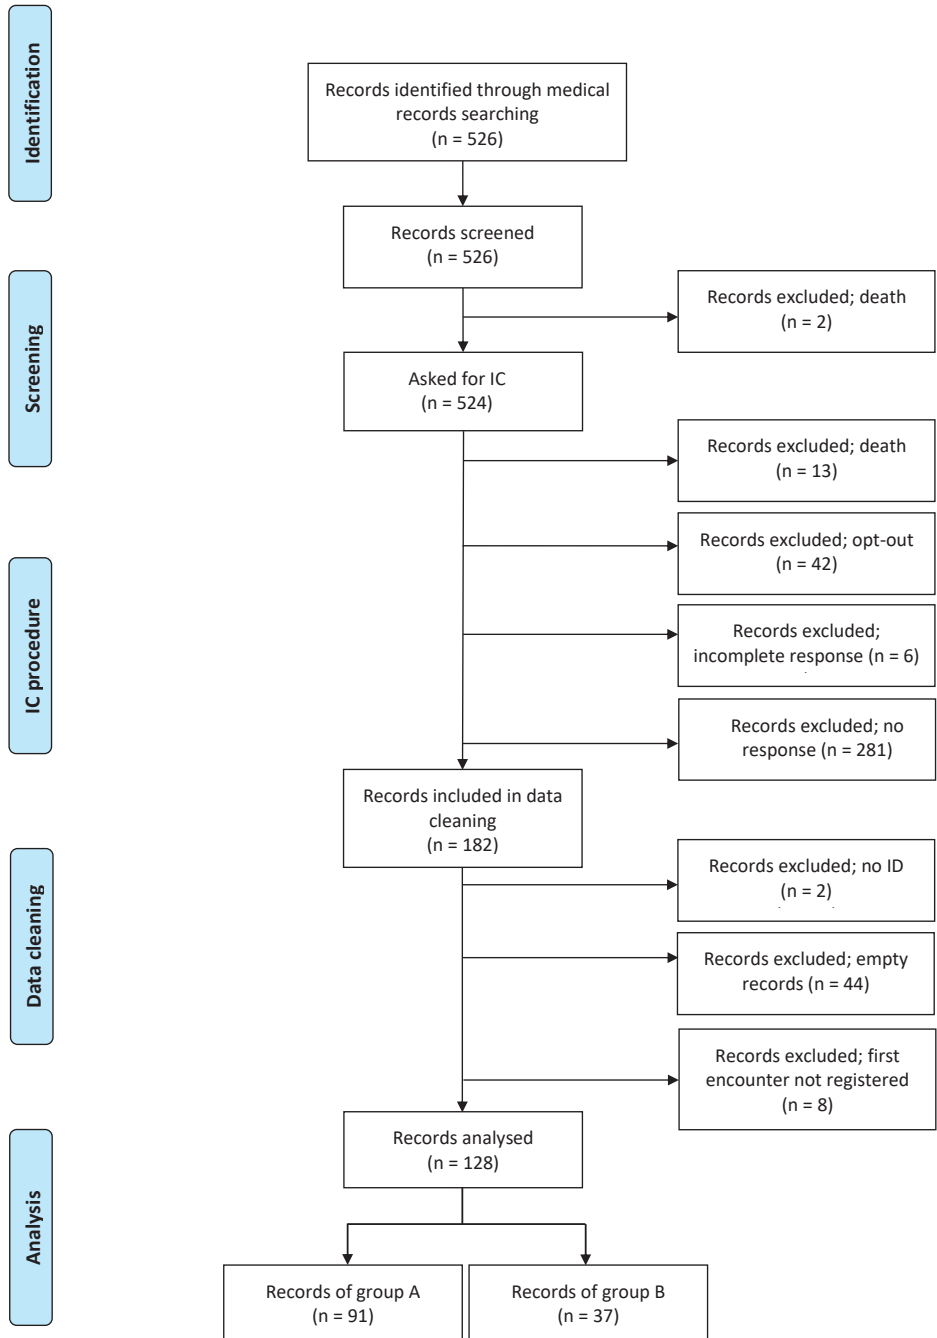 Identification
Records identified through medical
records searching
(n = 526)
Records screened
(n = 526)
Screening
Records excluded; death
(n = 2)
Asked for IC
(n = 524)
Records excluded; death
(n = 13)
Records excluded; opt-out
(n = 42)
IC procedure
Records excluded;
incomplete response (n = 6)
Records excluded; no
response (n = 281)
Records included in data
cleaning
(n = 182)
Data cleaning
Records excluded; no ID
(n = 2)
Records excluded; empty
records (n = 44)
Records excluded; first
encounter not registered
(n = 8)
Records analysed
(n = 128)
Analysis
Records of group A
(n = 91)
Records of group B
(n = 37)